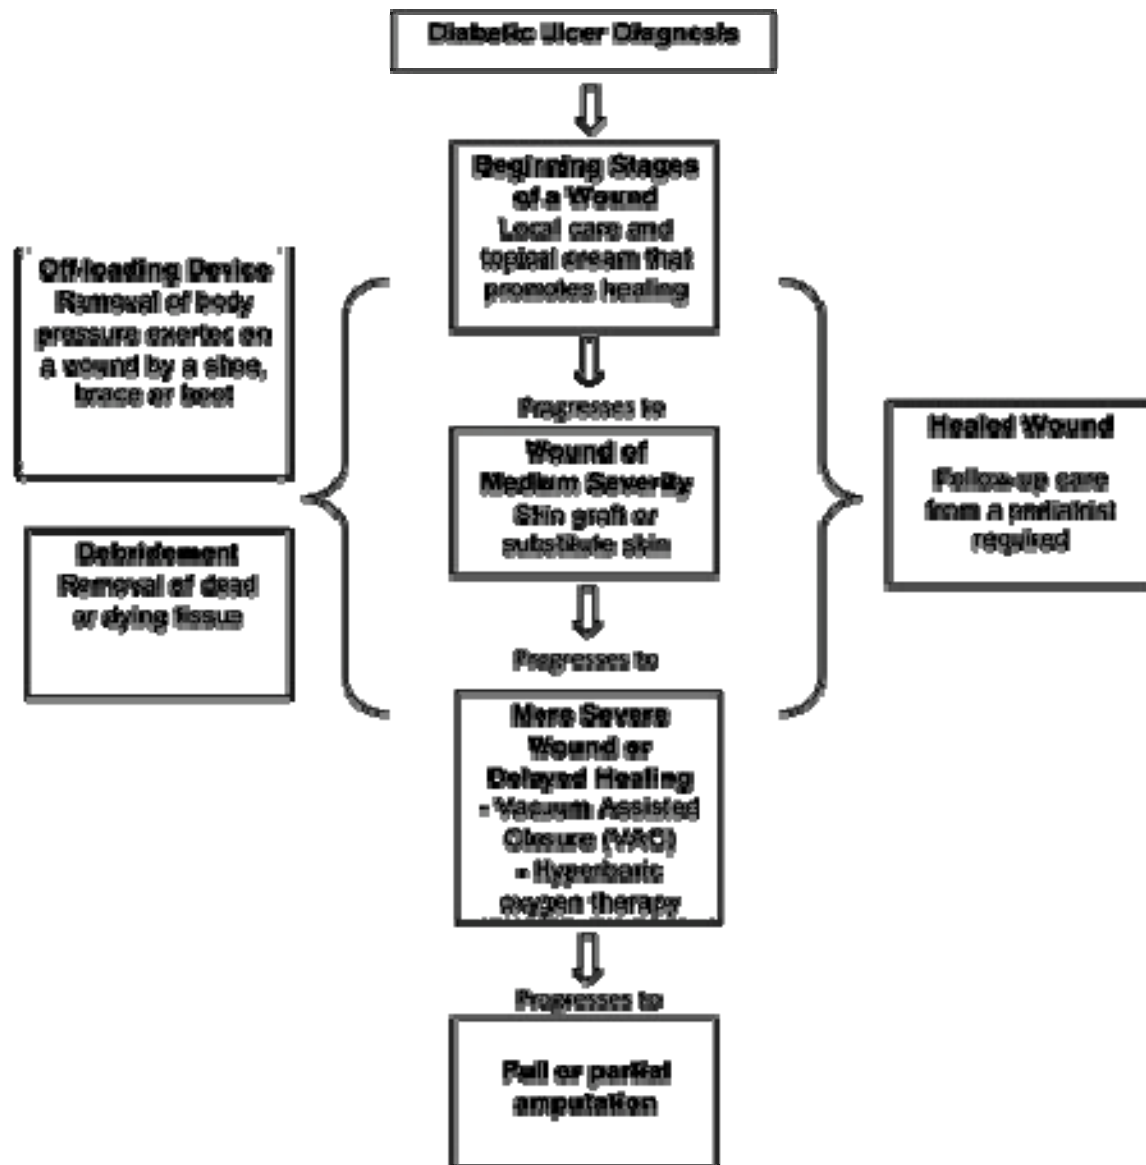 Diabetic Ulcer Diagnosis
Beginning Stages
of a Wound
Local care and
topical cream that
promotes healing
Off-loading Device
Removal of body
pressure exerted on
a wound by a shoe,
brace or boot
Progresses to
Wound of
Medium Severity
Skin graft or
substitute skin
Healed Wound
Follow-up care
from a podiatrist
required
Debridement
Removal of dead
or dying tissue
Progresses to
More Severe
Wound or
Delayed Healing
- Vacuum Assisted
Closure (VAC)
- Hyperbaric
oxygen therapy
Progresses to
Full or partial
amputation